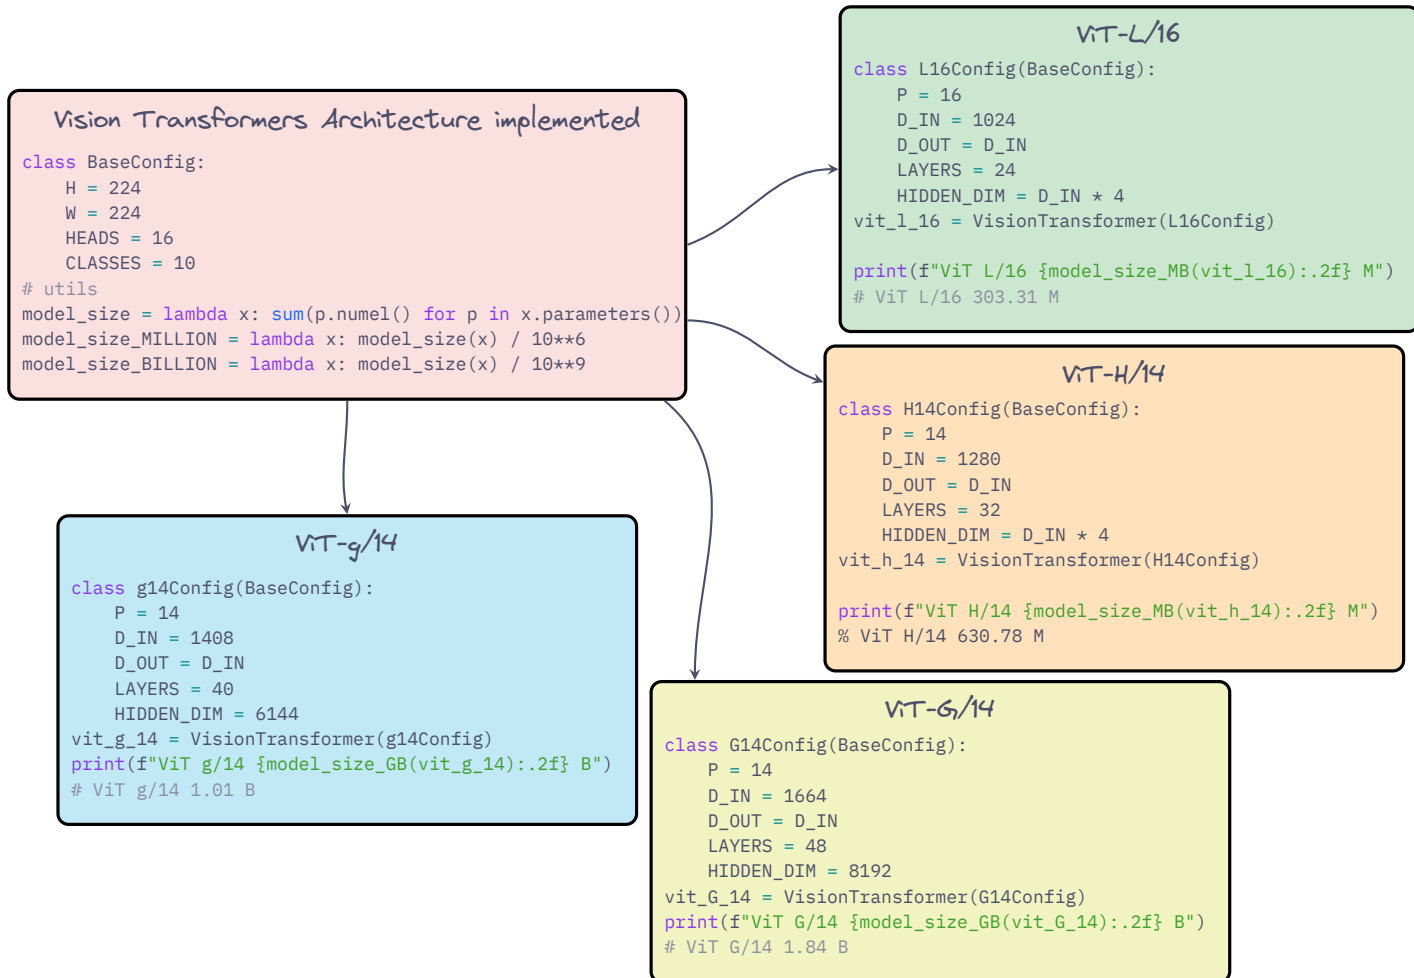 Vision Transformers Architecture implemented
class BaseConfig:
    H = 224
    W = 224
    HEADS = 16
    CLASSES = 10
# utils
model_size = lambda x: sum(p.numel() for p in x.parameters())
model_size_MILLION = lambda x: model_size(x) / 10**6
model_size_BILLION = lambda x: model_size(x) / 10**9
ViT-L/16
class L16Config(BaseConfig):
    P = 16
    D_IN = 1024
    D_OUT = D_IN
    LAYERS = 24
    HIDDEN_DIM = D_IN * 4
vit_l_16 = VisionTransformer(L16Config)
print(f"ViT L/16 {model_size_MB(vit_l_16):.2f} M")
# ViT L/16 303.31 M
ViT-H/14
class H14Config(BaseConfig):
    P = 14
    D_IN = 1280
    D_OUT = D_IN
    LAYERS = 32
    HIDDEN_DIM = D_IN * 4
vit_h_14 = VisionTransformer(H14Config)
print(f"ViT H/14 {model_size_MB(vit_h_14):.2f} M")
% ViT H/14 630.78 M
ViT-g/14
class g14Config(BaseConfig):
    P = 14
    D_IN = 1408
    D_OUT = D_IN
    LAYERS = 40
    HIDDEN_DIM = 6144
vit_g_14 = VisionTransformer(g14Config)
print(f"ViT g/14 {model_size_GB(vit_g_14):.2f} B")
# ViT g/14 1.01 B
ViT-G/14
class G14Config(BaseConfig):
    P = 14
    D_IN = 1664
    D_OUT = D_IN
    LAYERS = 48
    HIDDEN_DIM = 8192
vit_G_14 = VisionTransformer(G14Config)
print(f"ViT G/14 {model_size_GB(vit_G_14):.2f} B")
# ViT G/14 1.84 B